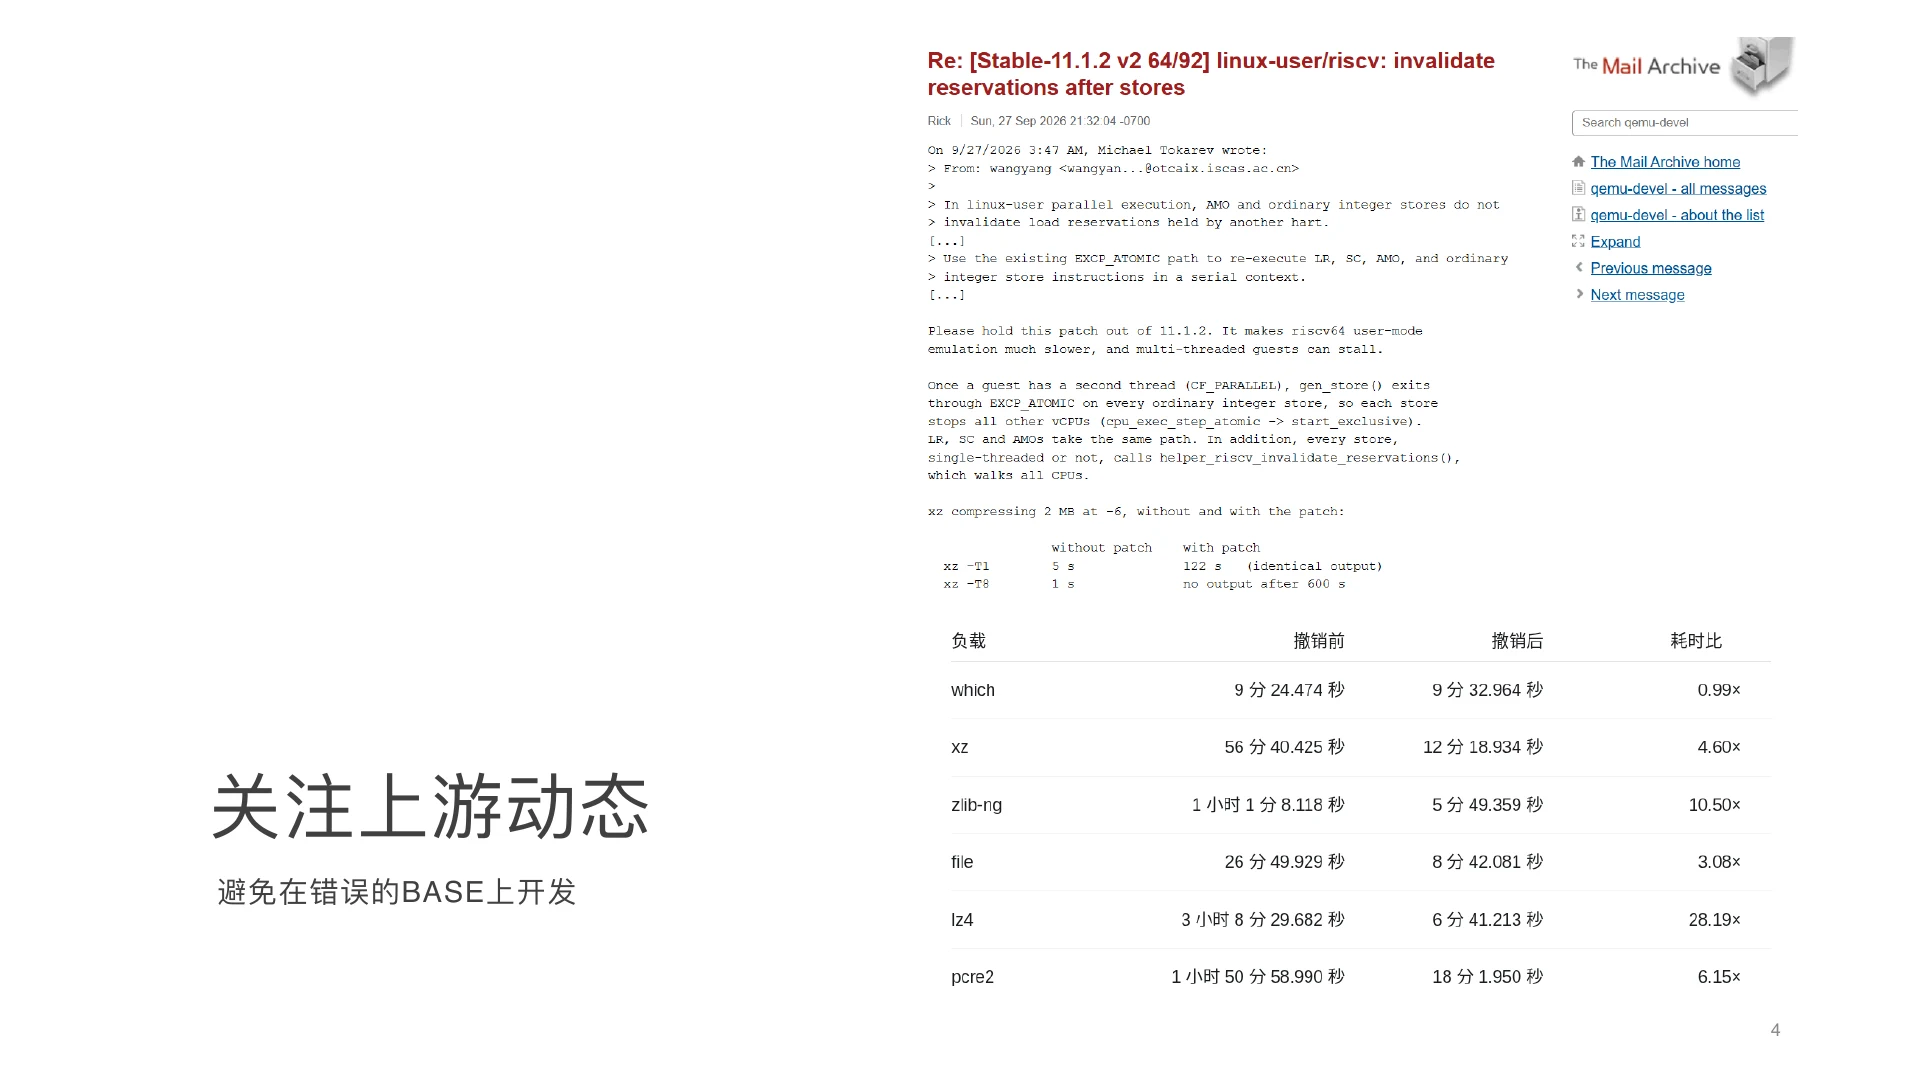 关注上游动态
避免在错误的BASE上开发
Re: [Stable-11.1.2 v2 64/92] linux-user/riscv: invalidate
reservations after stores
Rick Sun, 27 Sep 2026 21:32:04 -0700
On 9/27/2026 3:47 AM, Michael Tokarev wrote:
> From: wangyang <wangyan...@otcaix.iscas.ac.cn>
>
> In linux-user parallel execution, AMO and ordinary integer stores do not
> invalidate load reservations held by another hart.
[...]
> Use the existing EXCP_ATOMIC path to re-execute LR, SC, AMO, and ordinary
> integer store instructions in a serial context.
[...]
Please hold this patch out of 11.1.2. It makes riscv64 user-mode
emulation much slower, and multi-threaded guests can stall.
Once a guest has a second thread (CF_PARALLEL), gen_store() exits
through EXCP_ATOMIC on every ordinary integer store, so each store
stops all other vCPUs (cpu_exec_step_atomic -> start_exclusive).
LR, SC and AMOs take the same path. In addition, every store,
single-threaded or not, calls helper_riscv_invalidate_reservations(),
which walks all CPUs.
xz compressing 2 MB at -6, without and with the patch:
without patch with patch
xz -T1 5 s 122 s (identical output)
xz -T8 1 s no output after 600 s
The Mail Archive
Search qemu-devel
The Mail Archive home
qemu-devel - all messages
qemu-devel - about the list
Expand
Previous message
Next message
负载 撤销前 撤销后 耗时比
which 9 分 24.474 秒 9 分 32.964 秒 0.99×
xz 56 分 40.425 秒 12 分 18.934 秒 4.60×
zlib-ng 1 小时 1 分 8.118 秒 5 分 49.359 秒 10.50×
file 26 分 49.929 秒 8 分 42.081 秒 3.08×
lz4 3 小时 8 分 29.682 秒 6 分 41.213 秒 28.19×
pcre2 1 小时 50 分 58.990 秒 18 分 1.950 秒 6.15×
4